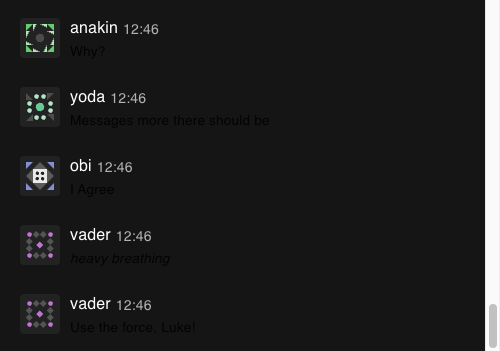 anakin 12:46
Why?
yoda 12:46
Messages more there should be
obi 12:46
I Agree
vader 12:46
heavy breathing
vader 12:46
Use the force, Luke!